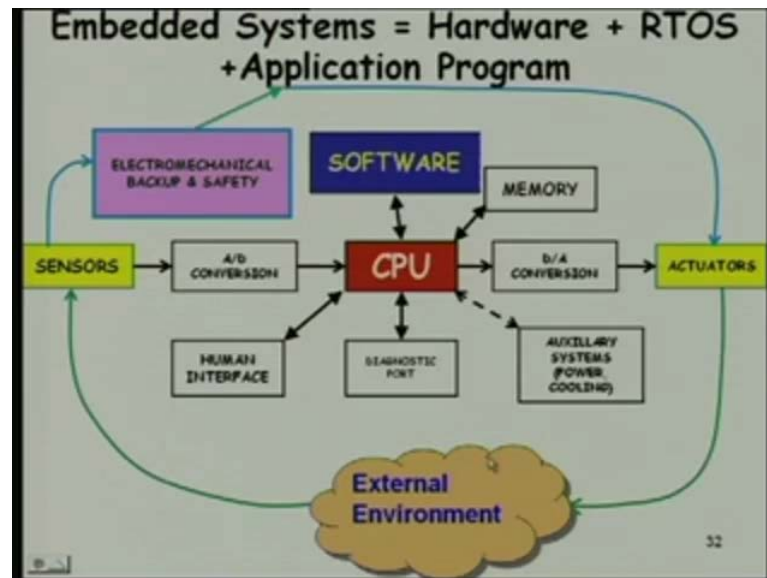 Embedded Systems = Hardware + RTOS
+Application Program
ELECTROMECHANICAL
BACKUP & SAFETY
SOFTWARE
MEMORY
SENSORS
A/D
CONVERSION
CPU
D/A
CONVERSION
ACTUATORS
HUMAN
INTERFACE
DIAGNOSTIC
PORT
AUXILLARY
SYSTEMS
(POWER,
COOLING)
External
Environment
32